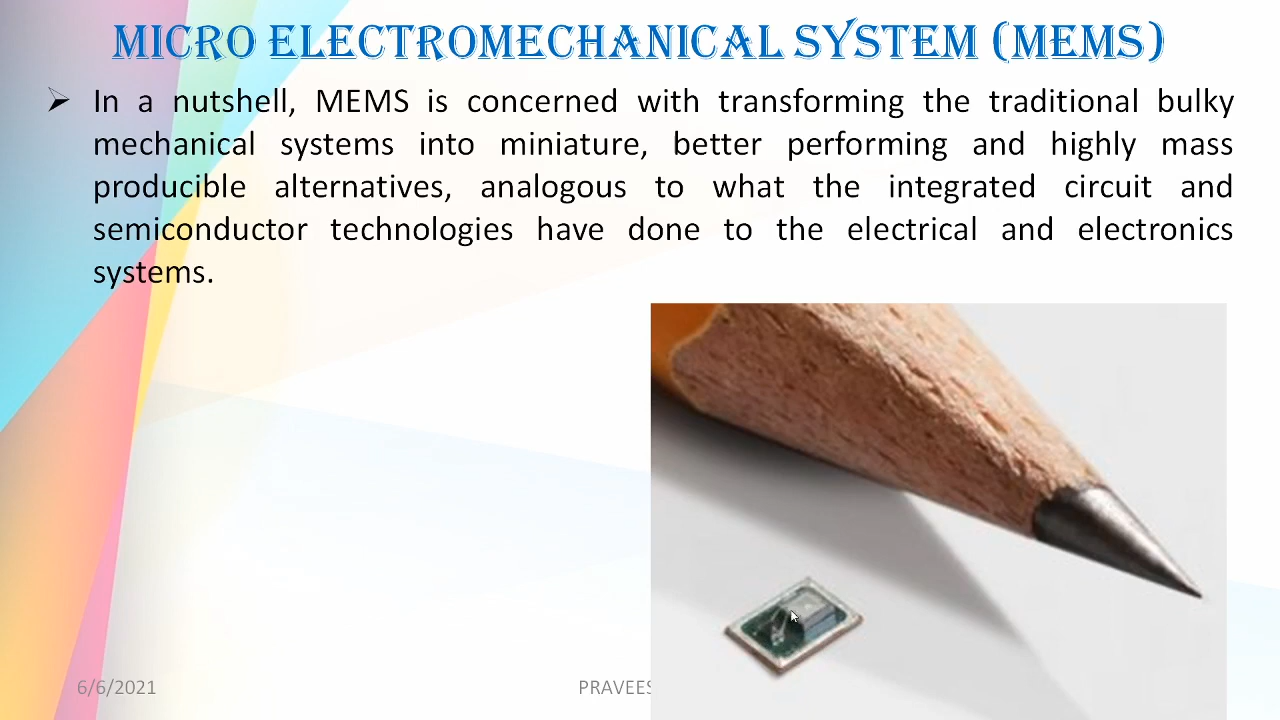 MICRO ELECTROMECHANICAL SYSTEM (MEMS)
➢ In a nutshell, MEMS is concerned with transforming the traditional bulky
mechanical systems into miniature, better performing and highly mass
producible alternatives, analogous to what the integrated circuit and
semiconductor technologies have done to the electrical and electronics
systems.
6/6/2021